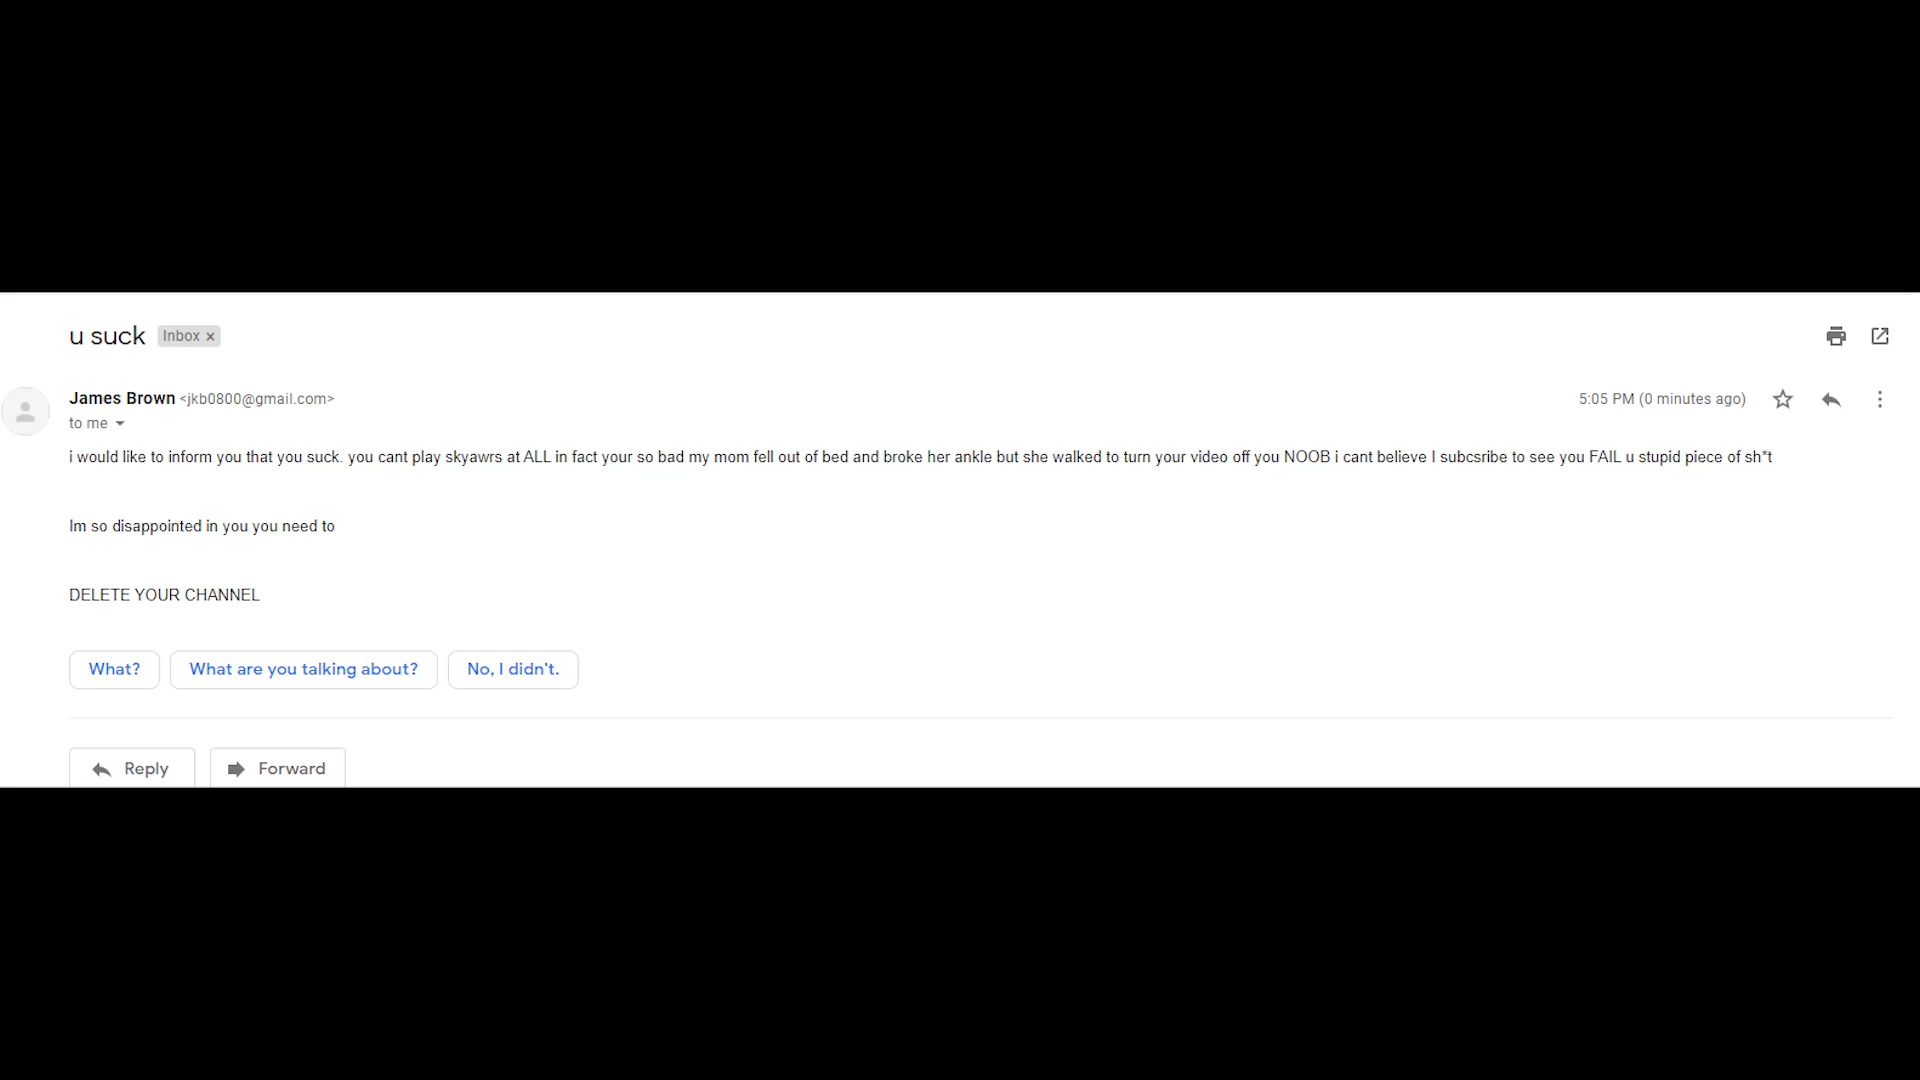 u suck Inbox x
James Brown <jkb0800@gmail.com> 5:05 PM (0 minutes ago)
to me
i would like to inform you that you suck. you cant play skyawrs at ALL in fact your so bad my mom fell out of bed and broke her ankle but she walked to turn your video off you NOOB i cant believe I subcsribe to see you FAIL u stupid piece of sh*t
Im so disappointed in you you need to
DELETE YOUR CHANNEL
What? What are you talking about? No, I didn't.
Reply Forward